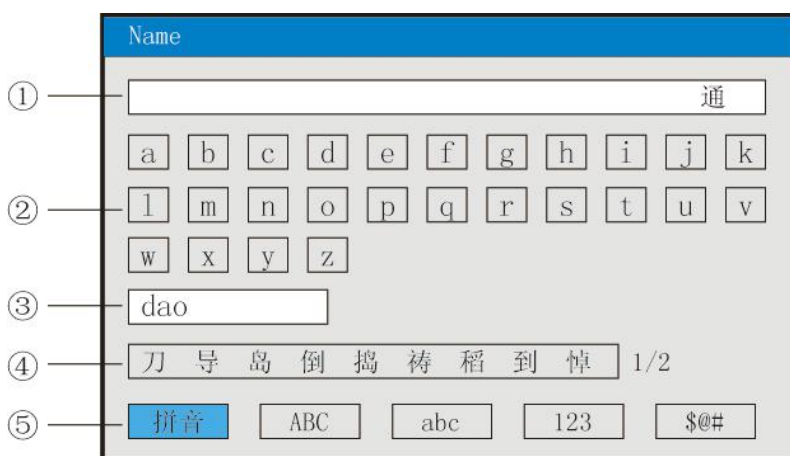 Name
① 通
a b c d e f g h i j k
② l m n o p q r s t u v
w x y z
③ dao
④ 刀 导 岛 倒 捣 祷 稻 到 悼 1/2
⑤ 拼音 ABC abc 123 $@#